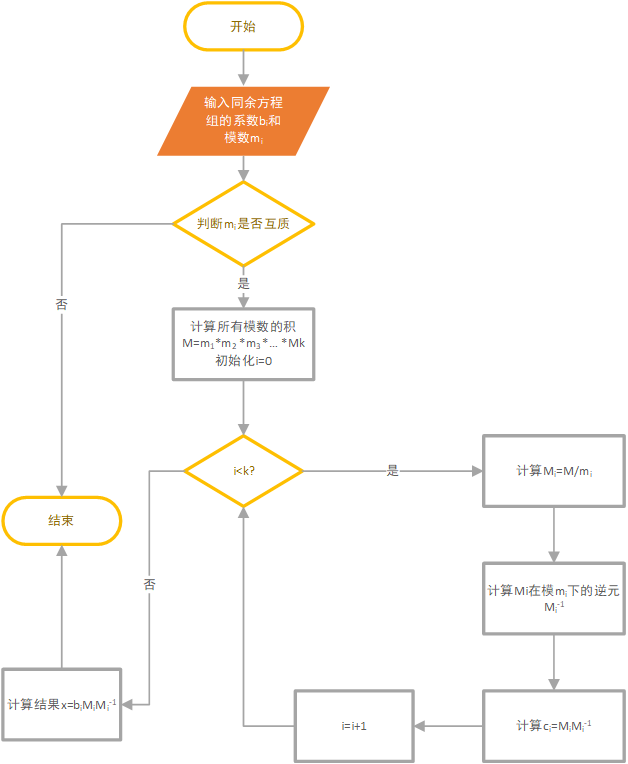 开始
输入同余方程
组的系数bᵢ和
模数mᵢ
判断mᵢ是否互质
否
是
计算所有模数的积
M=m₁*m₂ *m₃ *… *Mk
初始化i=0
i<k?
是
计算Mᵢ=M/mᵢ
结束
否
计算Mi在模mᵢ下的逆元
Mᵢ⁻¹
计算结果x=bᵢMᵢMᵢ⁻¹
i=i+1
计算cᵢ=MᵢMᵢ⁻¹